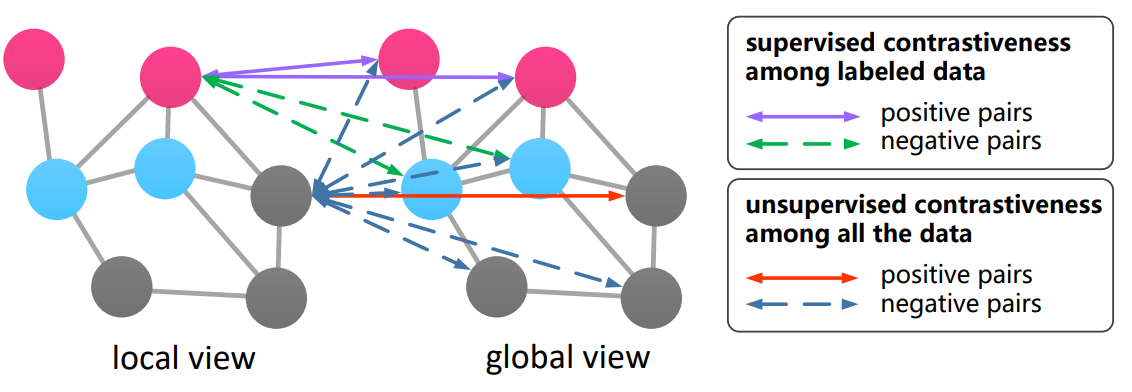 supervised contrastiveness
among labeled data
positive pairs
negative pairs
unsupervised contrastiveness
among all the data
positive pairs
negative pairs
local view
global view